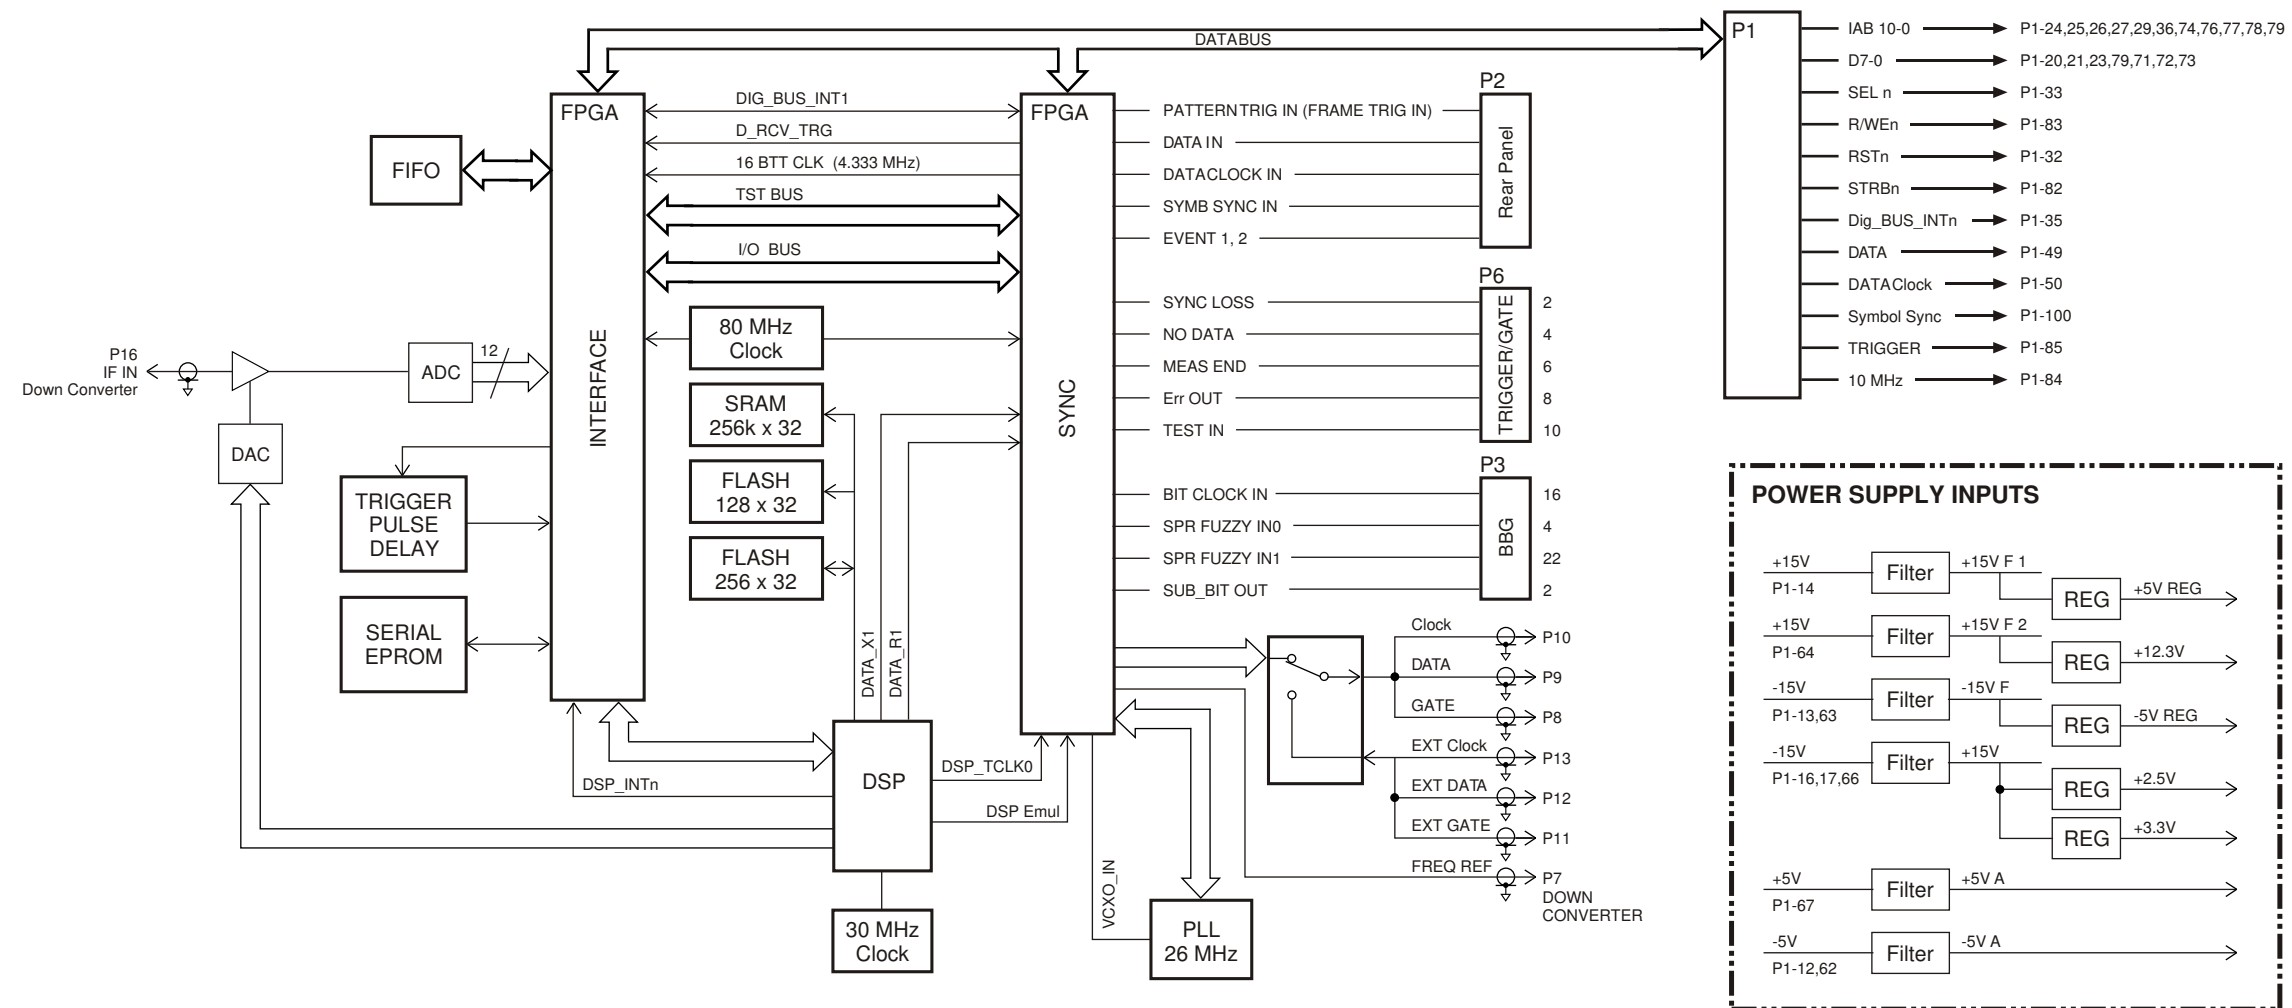 DATABUS
P1
IAB 10-0
P1-24,25,26,27,29,36,74,76,77,78,79
D7-0
P1-20,21,23,79,71,72,73
SEL n
P1-33
R/WEn
P1-83
RSTn
P1-32
STRBn
P1-82
Dig_BUS_INTn
P1-35
DATA
P1-49
DATAClock
P1-50
Symbol Sync
P1-100
TRIGGER
P1-85
10 MHz
P1-84
FIFO
FPGA
INTERFACE
DIG_BUS_INT1
D_RCV_TRG
16 BTT CLK (4.333 MHz)
TST BUS
I/O BUS
FPGA
SYNC
80 MHz
Clock
SRAM
256k x 32
FLASH
128 x 32
FLASH
256 x 32
P16
IF IN
Down Converter
ADC
12
DAC
TRIGGER
PULSE
DELAY
SERIAL
EPROM
DATA_X1
DATA_R1
DSP_INTn
DSP
DSP_TCLK0
DSP Emul
30 MHz
Clock
VCXO_IN
PLL
26 MHz
P2
Rear Panel
PATTERNTRIG IN (FRAME TRIG IN)
DATA IN
DATACLOCK IN
SYMB SYNC IN
EVENT 1, 2
P6
TRIGGER/GATE
SYNC LOSS
2
NO DATA
4
MEAS END
6
Err OUT
8
TEST IN
10
P3
BBG
BIT CLOCK IN
16
SPR FUZZY IN0
4
SPR FUZZY IN1
22
SUB_BIT OUT
2
Clock
P10
DATA
P9
GATE
P8
EXT Clock
P13
EXT DATA
P12
EXT GATE
P11
FREQ REF
P7
DOWN
CONVERTER
POWER SUPPLY INPUTS
+15V
P1-14
Filter
+15V F 1
REG
+5V REG
+15V
P1-64
Filter
+15V F 2
REG
+12.3V
-15V
P1-13,63
Filter
-15V F
REG
-5V REG
-15V
P1-16,17,66
Filter
+15V
REG
+2.5V
REG
+3.3V
+5V
P1-67
Filter
+5V A
-5V
P1-12,62
Filter
-5V A